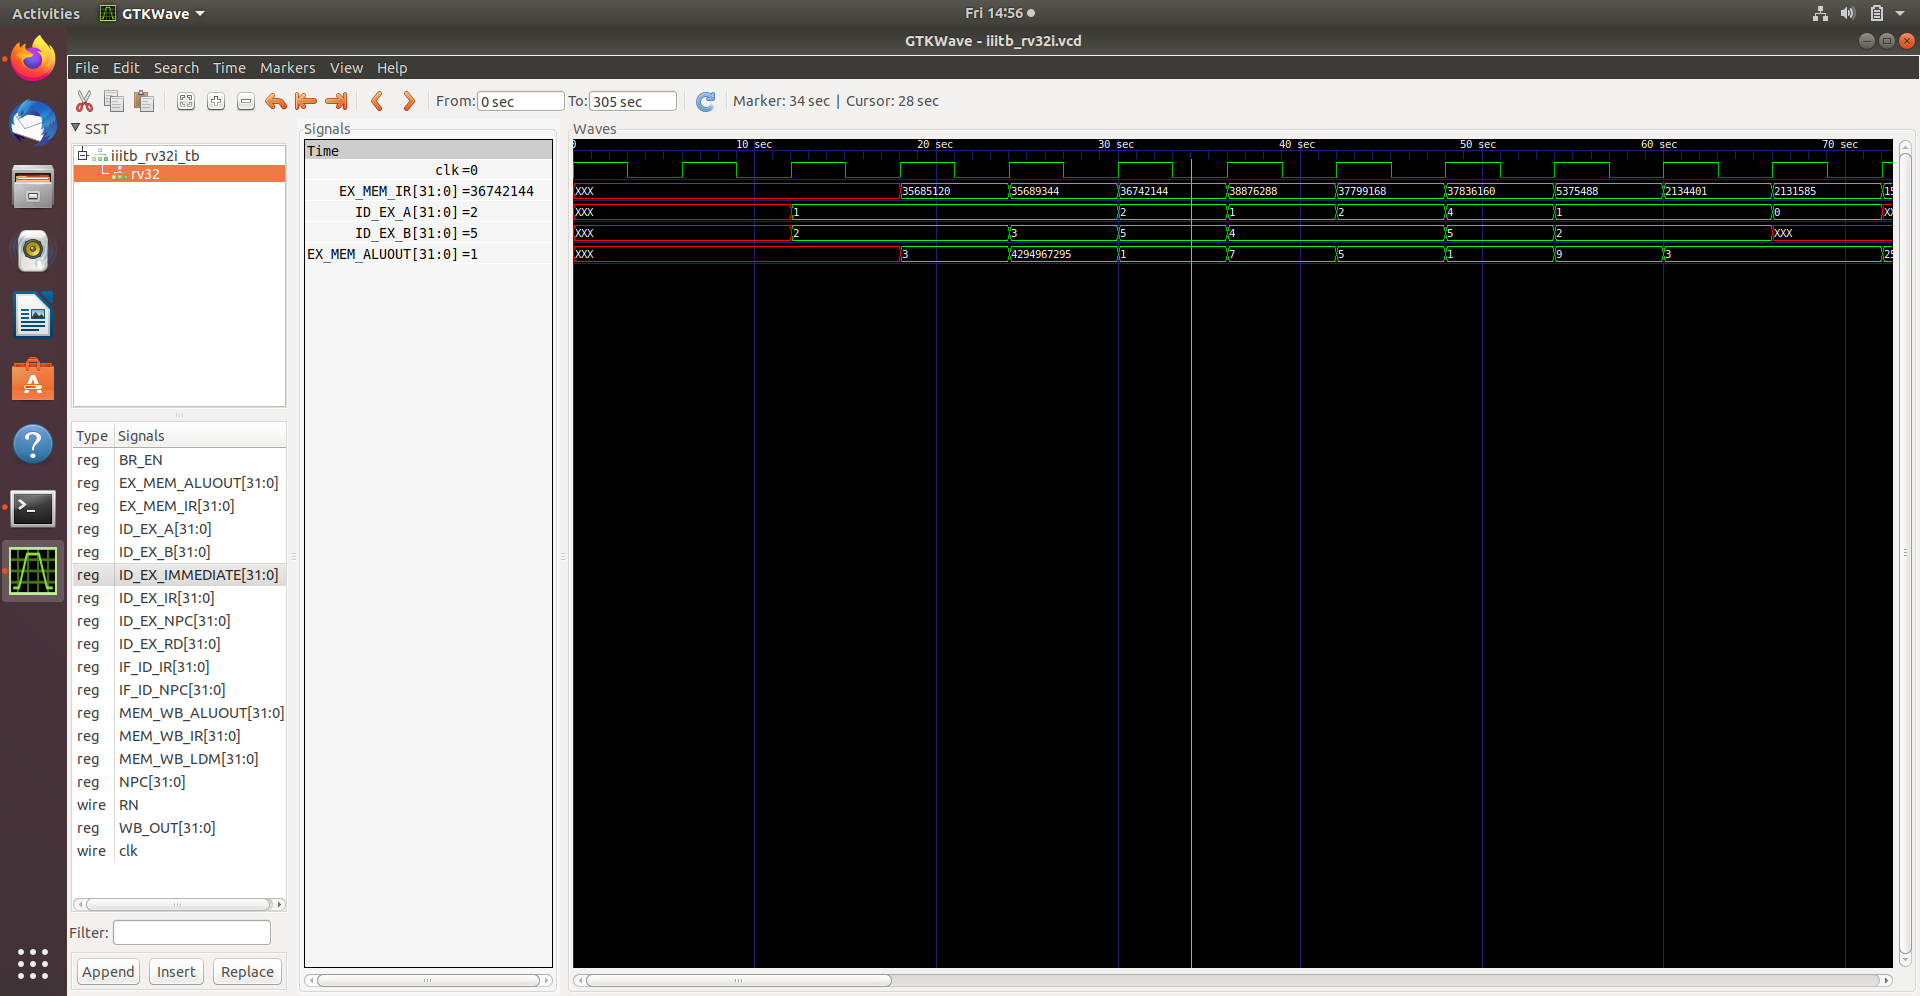 Activities GTKWave Fri 14:56
GTKWave - iiitb_rv32i.vcd
File Edit Search Time Markers View Help
From: 0 sec To: 305 sec Marker: 34 sec | Cursor: 28 sec
SST
iiitb_rv32i_tb
rv32
Type Signals
reg BR_EN
reg EX_MEM_ALUOUT[31:0]
reg EX_MEM_IR[31:0]
reg ID_EX_A[31:0]
reg ID_EX_B[31:0]
reg ID_EX_IMMEDIATE[31:0]
reg ID_EX_IR[31:0]
reg ID_EX_NPC[31:0]
reg ID_EX_RD[31:0]
reg IF_ID_IR[31:0]
reg IF_ID_NPC[31:0]
reg MEM_WB_ALUOUT[31:0]
reg MEM_WB_IR[31:0]
reg MEM_WB_LDM[31:0]
reg NPC[31:0]
wire RN
reg WB_OUT[31:0]
wire clk
Filter:
Append Insert Replace
Signals
Time
clk =0
EX_MEM_IR[31:0] =36742144
ID_EX_A[31:0] =2
ID_EX_B[31:0] =5
EX_MEM_ALUOUT[31:0] =1
Waves
0 10 sec 20 sec 30 sec 40 sec 50 sec 60 sec 70 sec
XXX 35685120 35689344 36742144 38876288 37799168 37836160 5375488 2134401 2131585 15
XXX 1 2 1 2 4 1 0 XX
XXX 2 3 5 4 5 2 XXX
XXX 3 4294967295 1 7 5 1 9 3 25